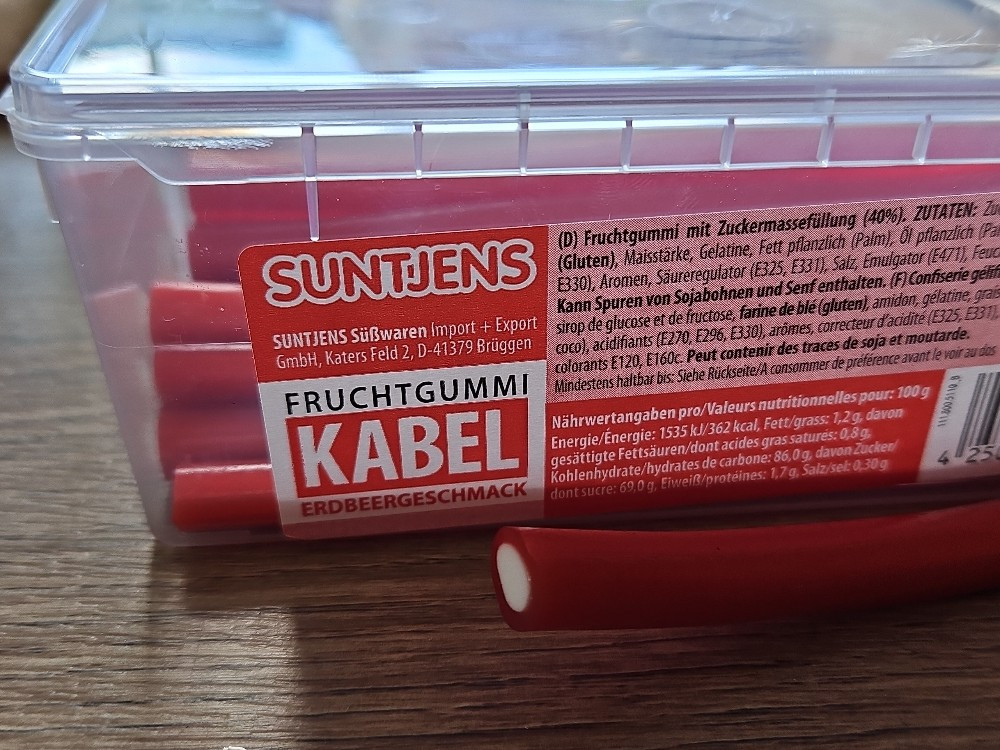 SUNTJENS
SUNTJENS Süßwaren Import + Export
GmbH, Katers Feld 2, D-41379 Brüggen
FRUCHTGUMMI
KABEL
ERDBEERGESCHMACK
(D) Fruchtgummi mit Zuckermassefüllung (40%). ZUTATEN:
(Gluten), Maisstärke, Gelatine, Fett pflanzlich (Palm), Öl pflanzlich
E330), Aromen, Säureregulator (E325, E331), Salz, Emulgator (E471),
Kann Spuren von Sojabohnen und Senf enthalten. (F) Confiserie
sirop de glucose et de fructose, farine de blé (gluten), amidon, gélatine,
coco), acidifiants (E270, E296, E330), arômes, correcteur d'acidité (E325, E331),
colorants E120, E160c. Peut contenir des traces de soja et moutarde.
Mindestens haltbar bis: Siehe Rückseite/A consommer de préférence avant le voir au dos
Nährwertangaben pro/Valeurs nutritionnelles pour: 100 g
Energie/Énergie: 1535 kJ/362 kcal, Fett/grass: 1,2 g, davon
gesättigte Fettsäuren/dont acides gras saturés: 0,8 g,
Kohlenhydrate/hydrates de carbone: 86,0 g, davon Zucker/
dont sucre: 69,0 g, Eiweiß/protéines: 1,7 g, Salz/sel: 0,30 g